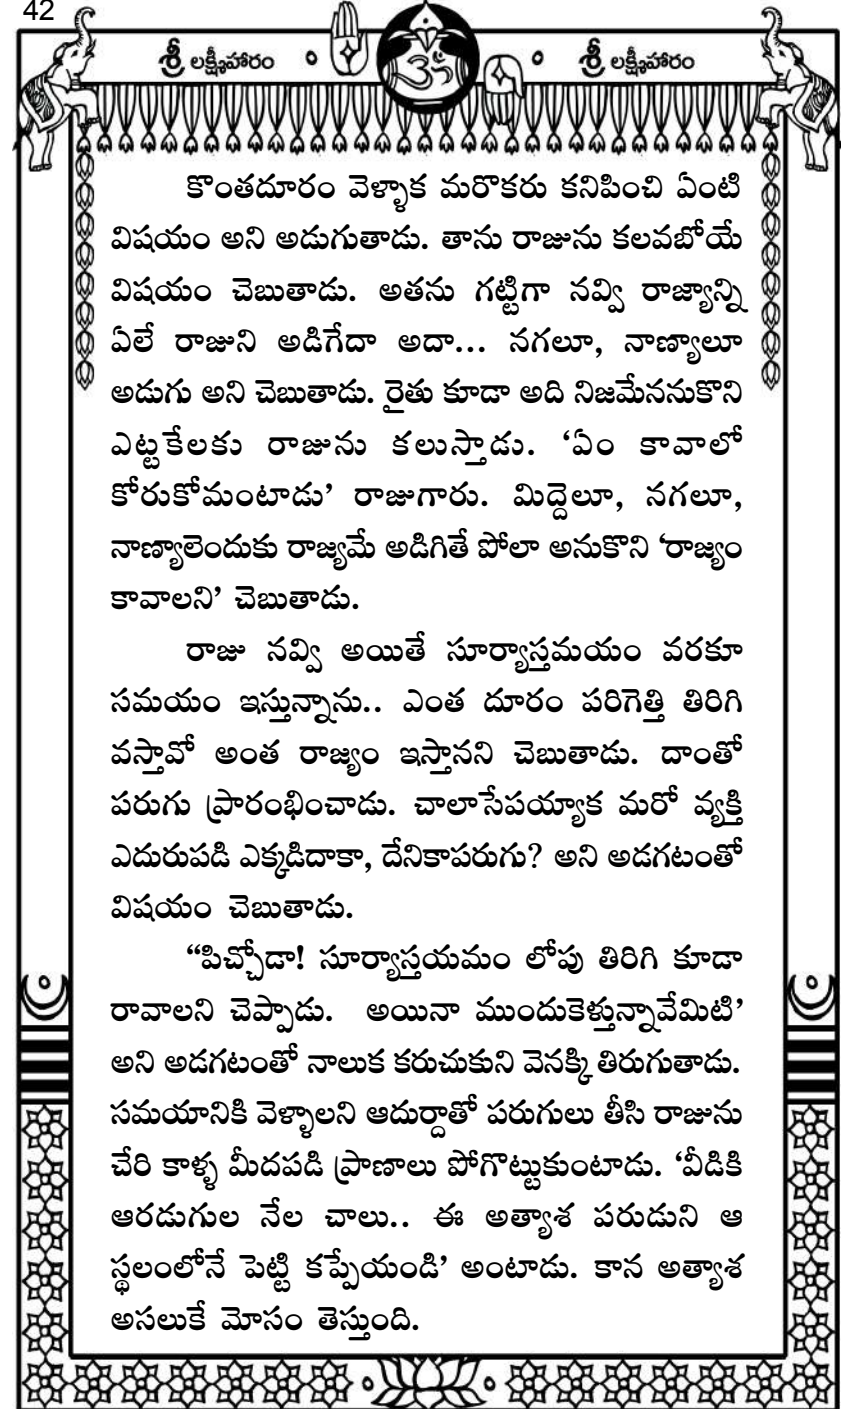 42
శ్రీ లక్ష్మీహారం శ్రీ లక్ష్మీహారం
కొంతదూరం వెళ్ళాక మరొకరు కనిపించి ఏంటి
విషయం అని అడుగుతాడు. తాను రాజును కలవబోయే
విషయం చెబుతాడు. అతను గట్టిగా నవ్వి రాజ్యాన్ని
ఏలే రాజుని అడిగేదా అదా... నగలూ, నాణ్యాలూ
అడుగు అని చెబుతాడు. రైతు కూడా అది నిజమేననుకొని
ఎట్టకేలకు రాజును కలుస్తాడు. ‘ఏం కావాలో
కోరుకోమంటాడు’ రాజుగారు. మిద్దెలూ, నగలూ,
నాణ్యాలెందుకు రాజ్యమే అడిగితే పోలా అనుకొని ‘రాజ్యం
కావాలని’ చెబుతాడు.
రాజు నవ్వి అయితే సూర్యాస్తమయం వరకూ
సమయం ఇస్తున్నాను.. ఎంత దూరం పరిగెత్తి తిరిగి
వస్తావో అంత రాజ్యం ఇస్తానని చెబుతాడు. దాంతో
పరుగు ప్రారంభించాడు. చాలాసేపయ్యాక మరో వ్యక్తి
ఎదురుపడి ఎక్కడిదాకా, దేనికాపరుగు? అని అడగటంతో
విషయం చెబుతాడు.
“పిచ్చోడా! సూర్యాస్తయమం లోపు తిరిగి కూడా
రావాలని చెప్పాడు. అయినా ముందుకెళ్తున్నావేమిటి’
అని అడగటంతో నాలుక కరుచుకుని వెనక్కి తిరుగుతాడు.
సమయానికి వెళ్ళాలని ఆదుర్దాతో పరుగులు తీసి రాజును
చేరి కాళ్ళ మీదపడి ప్రాణాలు పోగొట్టుకుంటాడు. ‘వీడికి
ఆరడుగుల నేల చాలు.. ఈ అత్యాశ పరుడుని ఆ
స్థలంలోనే పెట్టి కప్పేయండి’ అంటాడు. కాన అత్యాశ
అసలుకే మోసం తెస్తుంది.